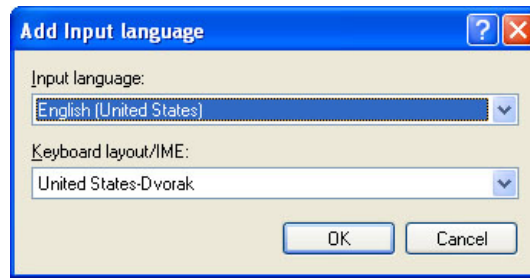 Add Input language
Input language:
English (United States)
Keyboard layout/IME:
United States-Dvorak
OK Cancel